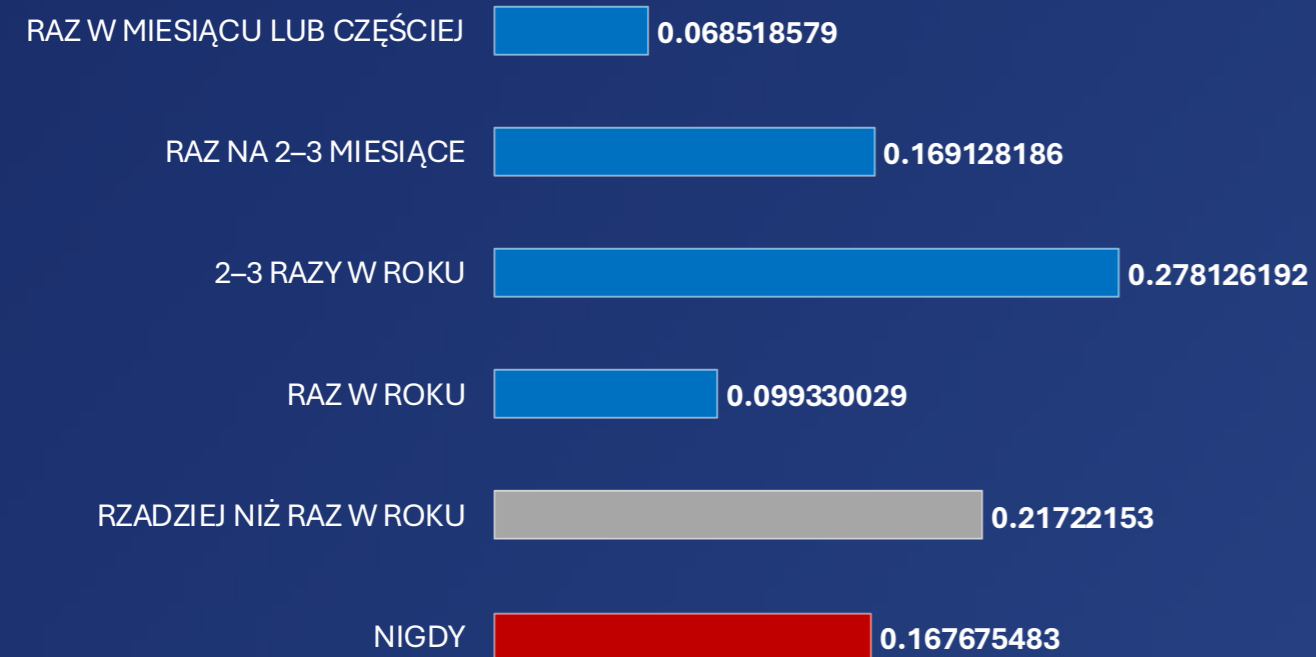 RAZ W MIESIĄCU LUB CZĘŚCIEJ 0.068518579
RAZ NA 2–3 MIESIĄCE 0.169128186
2–3 RAZY W ROKU 0.278126192
RAZ W ROKU 0.099330029
RZADZIEJ NIŻ RAZ W ROKU 0.21722153
NIGDY 0.167675483